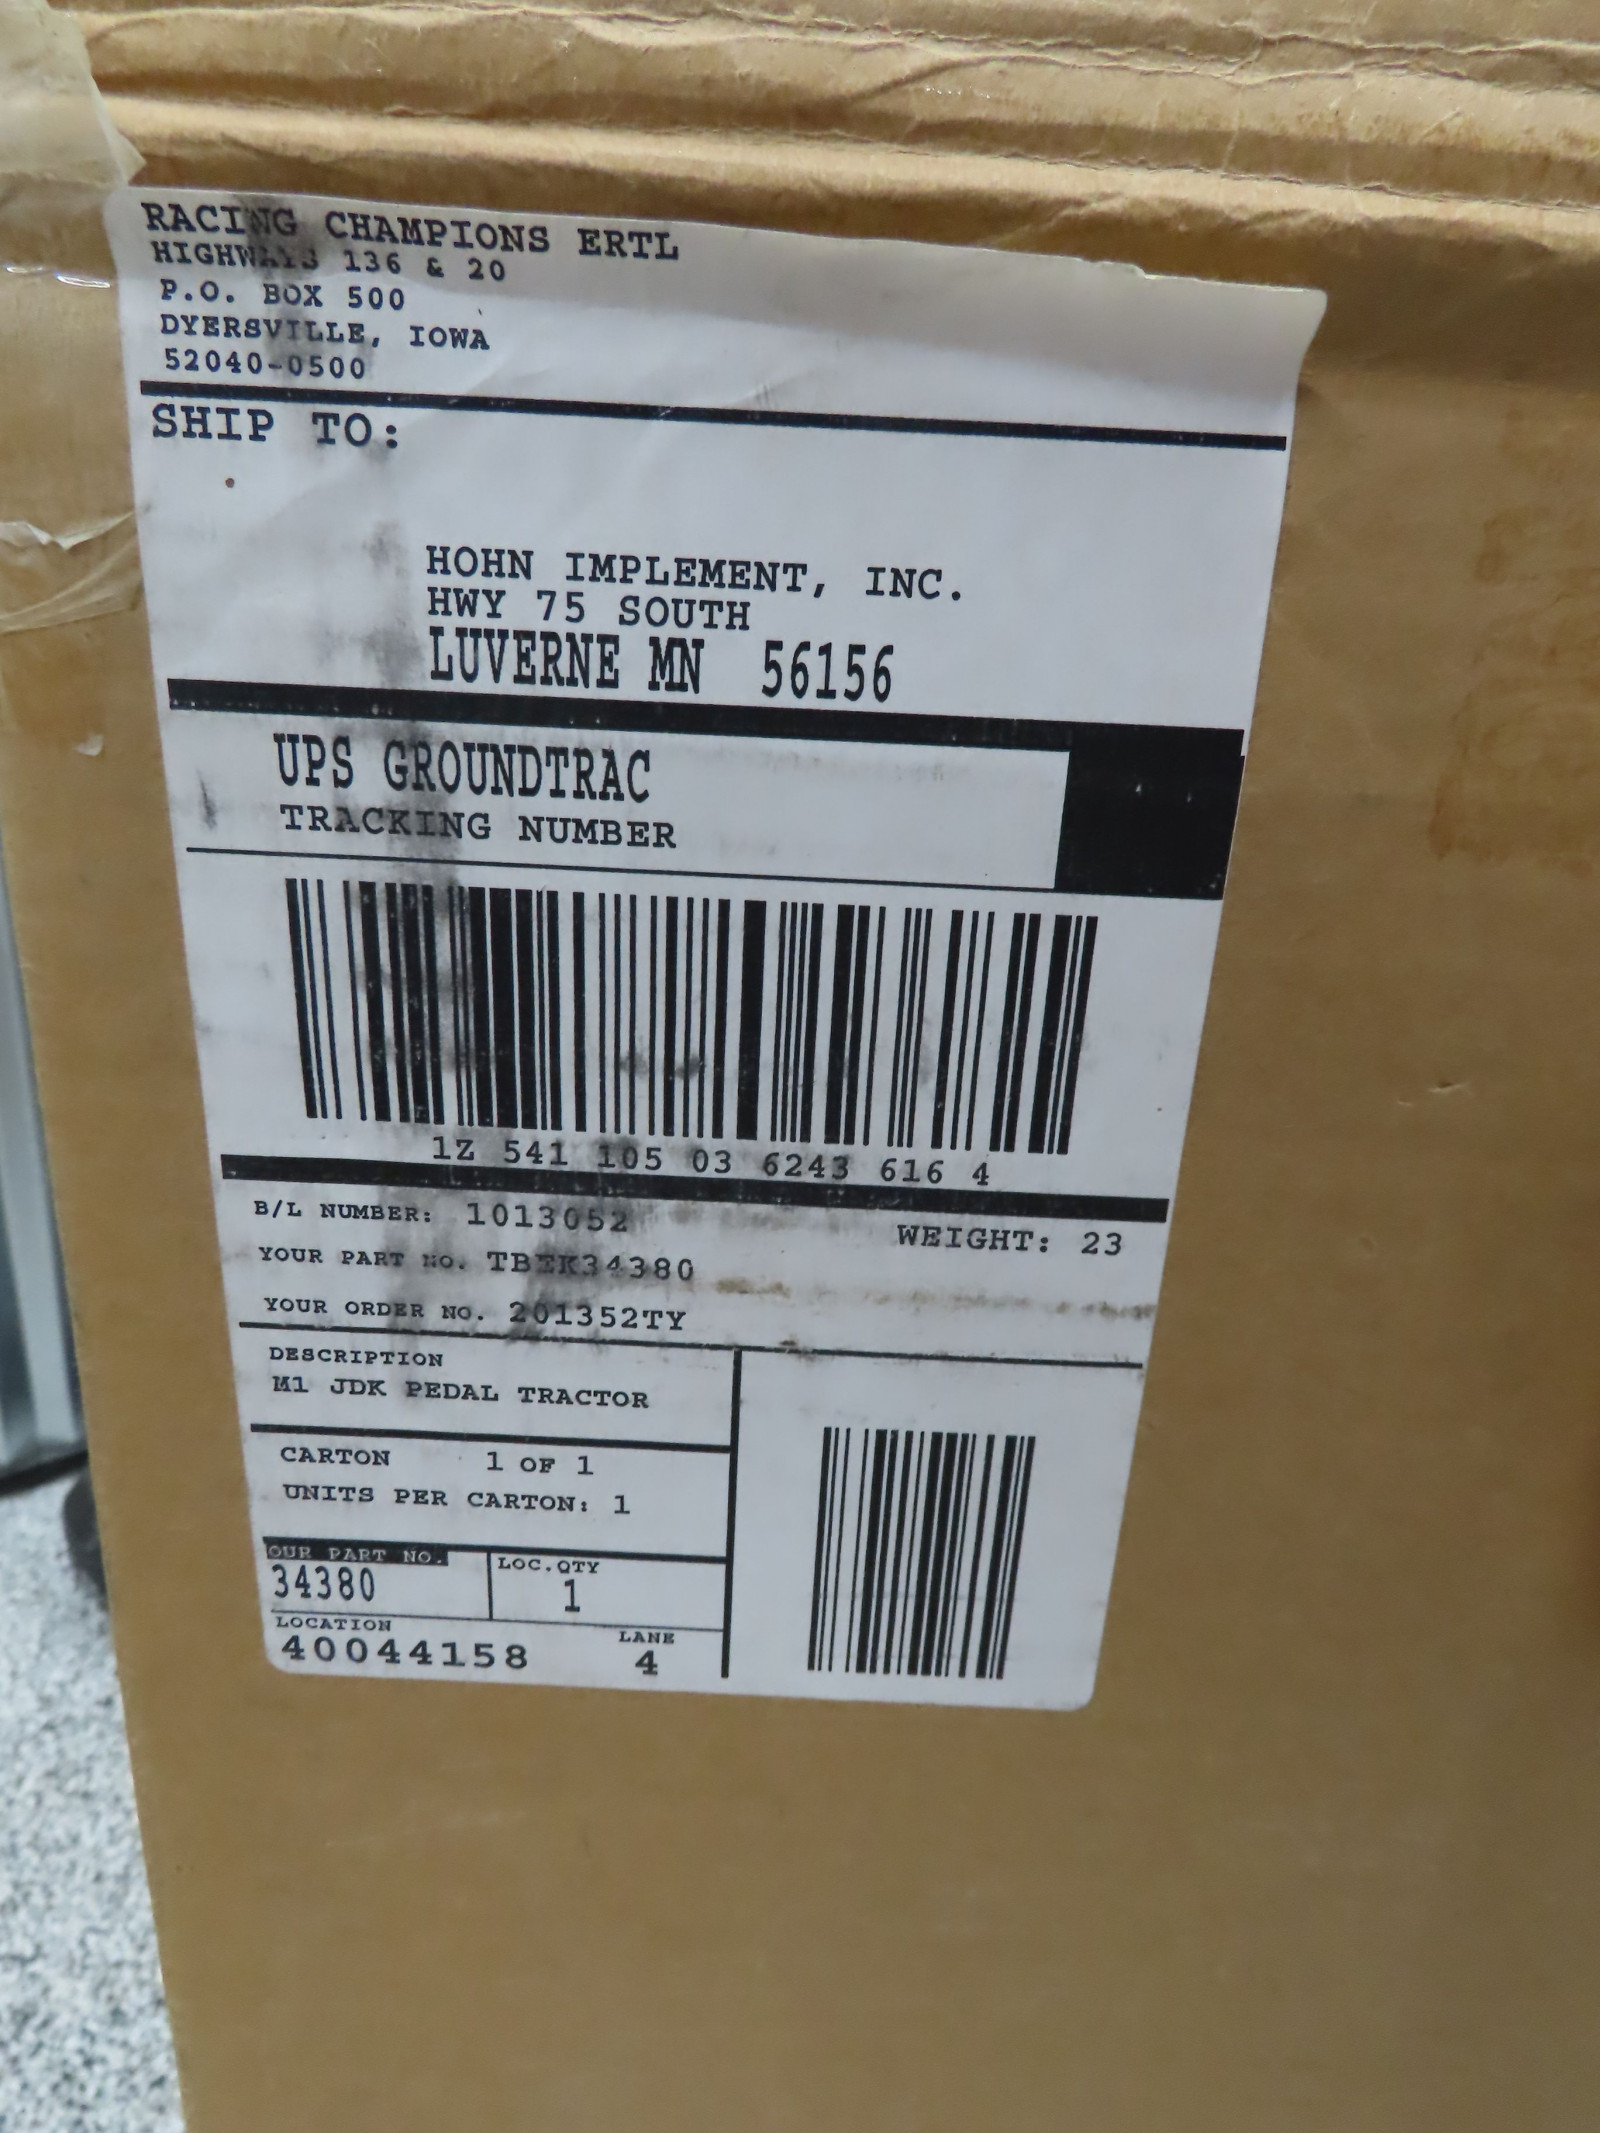 RACING CHAMPIONS ERTL
HIGHWAYS 136 & 20
P.O. BOX 500
DYERSVILLE, IOWA
52040-0500
SHIP TO:
HOHN IMPLEMENT, INC.
HWY 75 SOUTH
LUVERNE MN 56156
UPS GROUNDTRAC
TRACKING NUMBER
1Z 541 105 03 6243 616 4
B/L NUMBER: 1013052
WEIGHT: 23
YOUR PART NO. TBEK34380
YOUR ORDER NO. 201352TY
DESCRIPTION
M1 JDK PEDAL TRACTOR
CARTON 1 OF 1
UNITS PER CARTON: 1
OUR PART NO. LOC.QTY
34380 1
LOCATION LANE
40044158 4